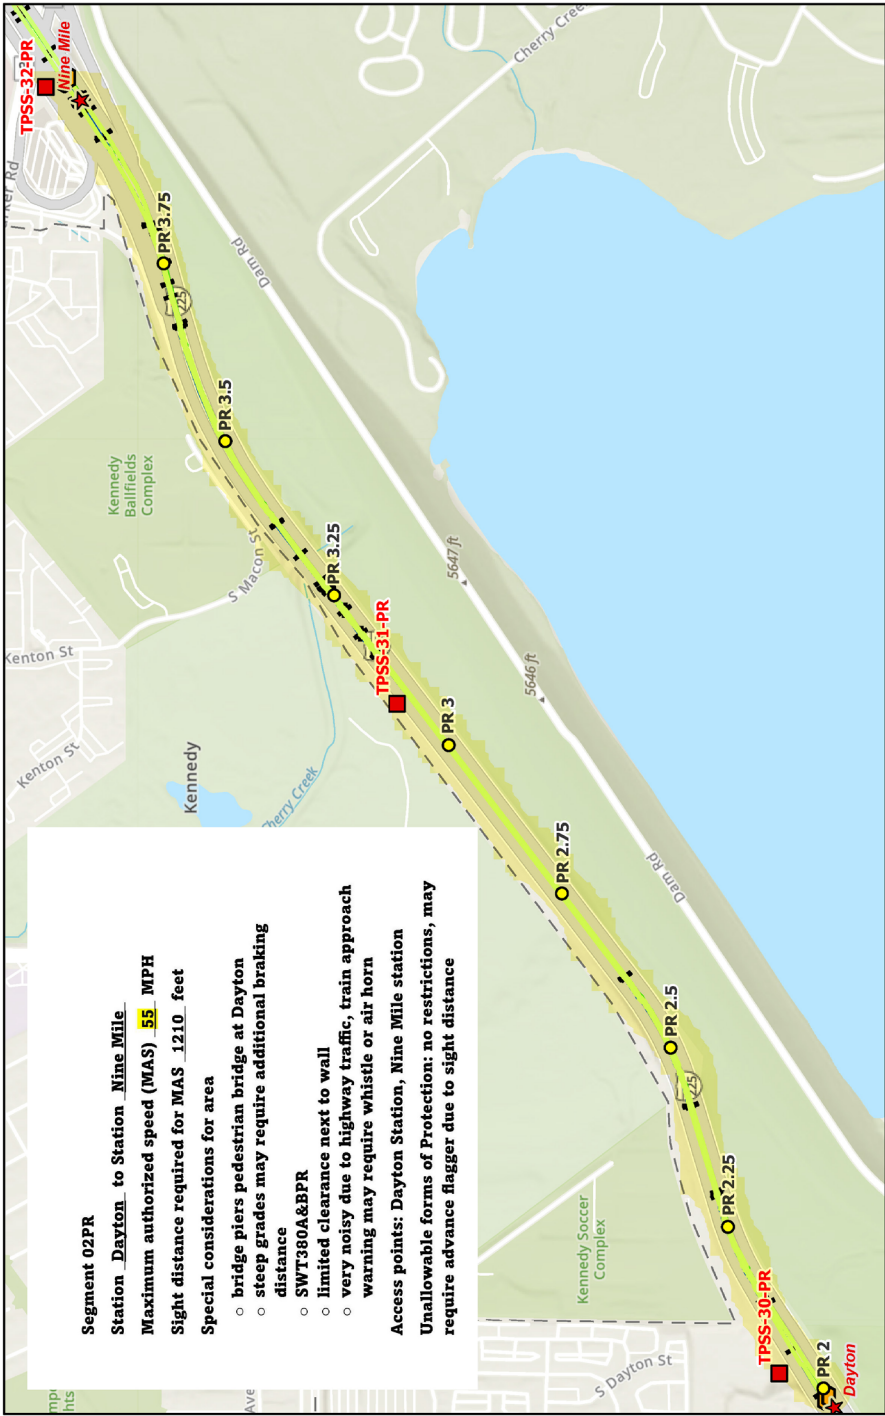 Segment 02PR
Station Dayton to Station Nine Mile
Maximum authorized speed (MAS) 55 MPH
Sight distance required for MAS 1210 feet
Special considerations for area
○ bridge piers pedestrian bridge at Dayton
○ steep grades may require additional braking
distance
○ SWT380A&BPR
○ limited clearance next to wall
○ very noisy due to highway traffic, train approach
warning may require whistle or air horn
Access points: Dayton Station, Nine Mile station
Unallowable forms of Protection: no restrictions, may
require advance flagger due to sight distance
TPSS-32-PR
Nine Mile
PR 3.75
225
PR 3.5
PR 3.25
TPSS-31-PR
PR 3
PR 2.75
PR 2.5
225
PR 2.25
TPSS-30-PR
PR 2
Dayton
Cherry Cree
rker Rd
Dam Rd
Kennedy
Ballfields
Complex
S Macon St
Kenton St
Kenton St
Kennedy
Cherry Creek
5647 ft
5646 ft
Dam Rd
Kennedy Soccer
Complex
S Dayton St
Ave
hts